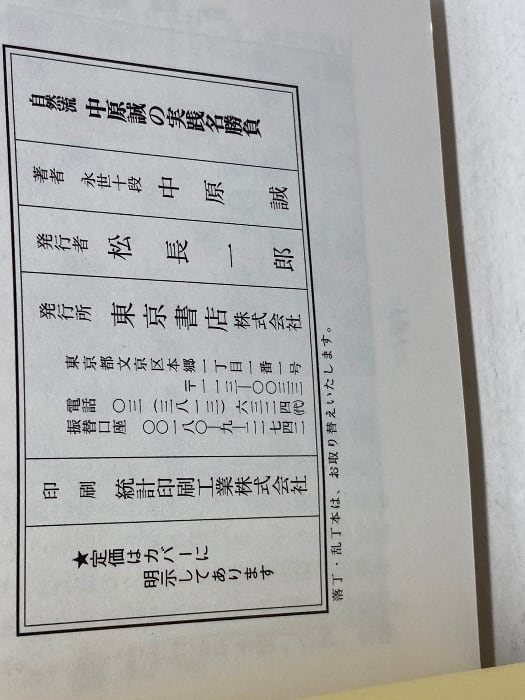 自然流 中原誠の実践名勝負
著者 永世十段 中原 誠
発行者 松長一郎
発行所 東京書店株式会社
東京都文京区本郷一丁目一番一号
〒一一三―〇〇三三
電話 〇三(三八一三)六三二四(代)
振替口座 〇〇一八〇―九―二二七四二
印刷 統計印刷工業株式会社
★定価はカバーに
明示してあります
落丁・乱丁本は、お取り替えいたします。